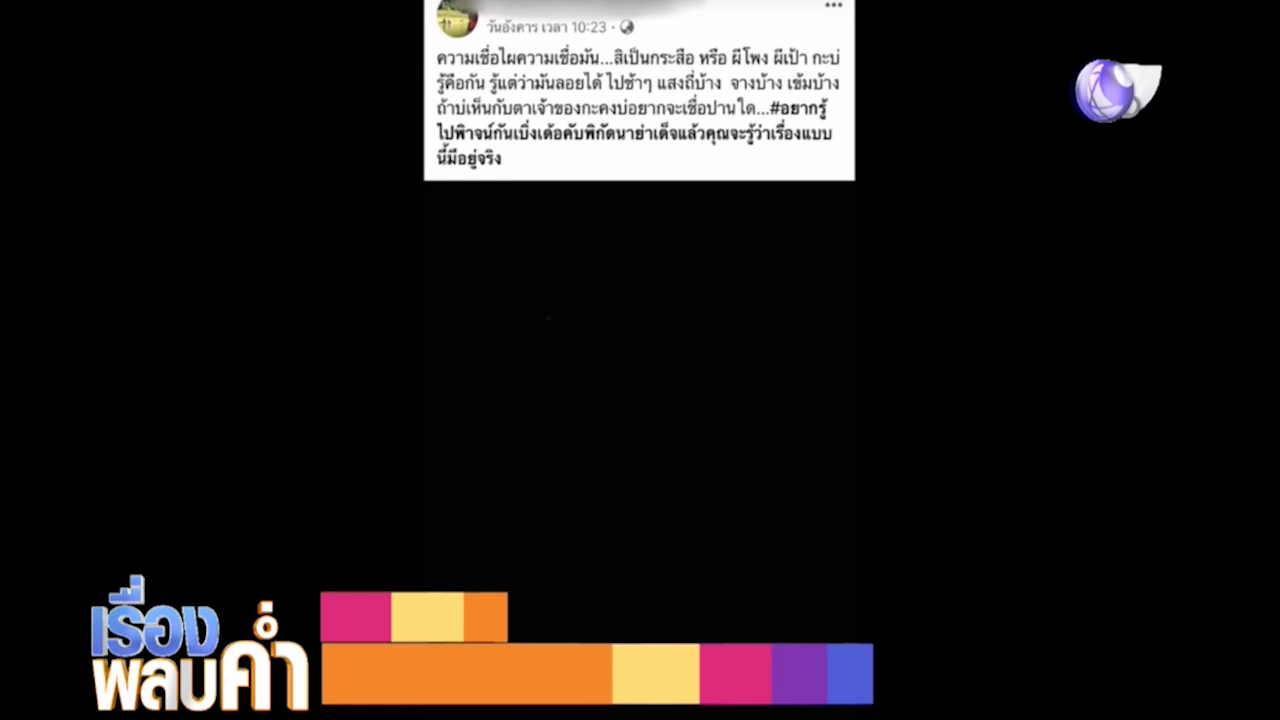 วันอังคาร เวลา 10:23 ·
ความเชื่อไผความเชื่อมัน...สิเป็นกระสือ หรือ ผีโพง ผีเป้า กะบ่
รู้คือกัน รู้แต่ว่ามันลอยได้ ไปช้าๆ แสงถี่บ้าง จางบ้าง เข้มบ้าง
ถ้าบ่เห็นกับตาเจ้าของกะคงบ่อยากจะเชื่อปานใด...#อยากรู้
ไปพิาจน์กันเบิ่งเด้อคับพิกัดนาย่าเด็จแล้วคุณจะรู้ว่าเรื่องแบบ
นี้มีอยู่จริง
เรื่อง
พลบค่ำ